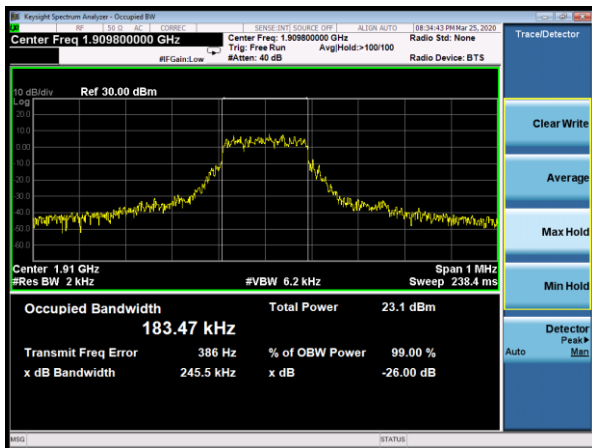 Keysight Spectrum Analyzer - Occupied BW
RF 50 Ω AC CORREC SENSE:INT SOURCE OFF ALIGN AUTO 08:34:43 PM Mar 25, 2020
Center Freq 1.909800000 GHz Center Freq: 1.909800000 GHz Radio Std: None
Trig: Free Run Avg|Hold:>100/100
#IFGain:Low #Atten: 40 dB Radio Device: BTS
Trace/Detector
10 dB/div Ref 30.00 dBm
Log
20.0
10.0
0.00
-10.0
-20.0
-30.0
-40.0
-50.0
-60.0
Center 1.91 GHz Span 1 MHz
#Res BW 2 kHz #VBW 6.2 kHz Sweep 238.4 ms
Occupied Bandwidth Total Power 23.1 dBm
183.47 kHz
Transmit Freq Error 386 Hz % of OBW Power 99.00 %
x dB Bandwidth 245.5 kHz x dB -26.00 dB
Clear Write
Average
Max Hold
Min Hold
Detector
Peak▶
Auto Man
MSG STATUS